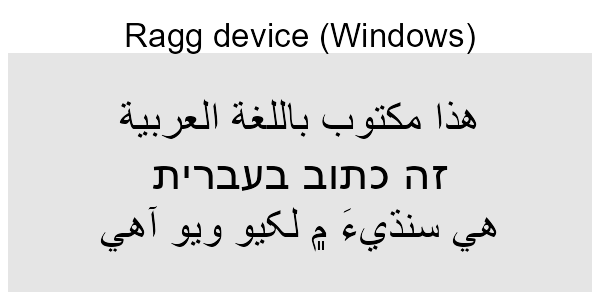 Ragg device (Windows)
هذا مكتوب باللغة العربية
זה כתוב בעברית
هي سنڌيءَ ۾ لکيو ويو آهي